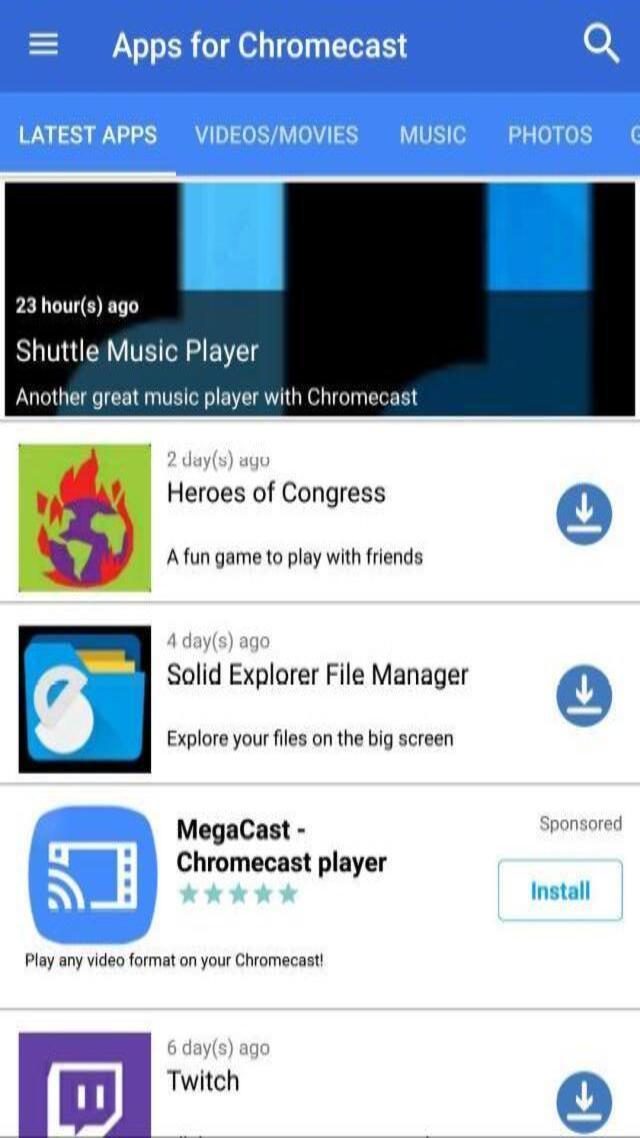 Apps for Chromecast
LATEST APPS VIDEOS/MOVIES MUSIC PHOTOS
23 hour(s) ago
Shuttle Music Player
Another great music player with Chromecast
2 day(s) ago
Heroes of Congress
A fun game to play with friends
4 day(s) ago
Solid Explorer File Manager
Explore your files on the big screen
MegaCast -
Chromecast player
Sponsored
Install
Play any video format on your Chromecast!
6 day(s) ago
Twitch